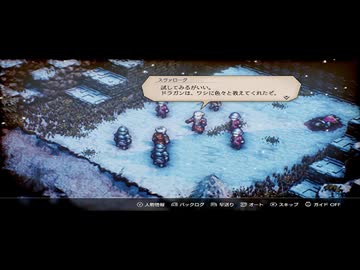 スヴァローグ
試してみるがいい。
ドラガンは、ワシに色々と教えてくれたぞ。
Ⓨ人物情報 Ⓧバックログ 早送り オート スキップ ガイド OFF